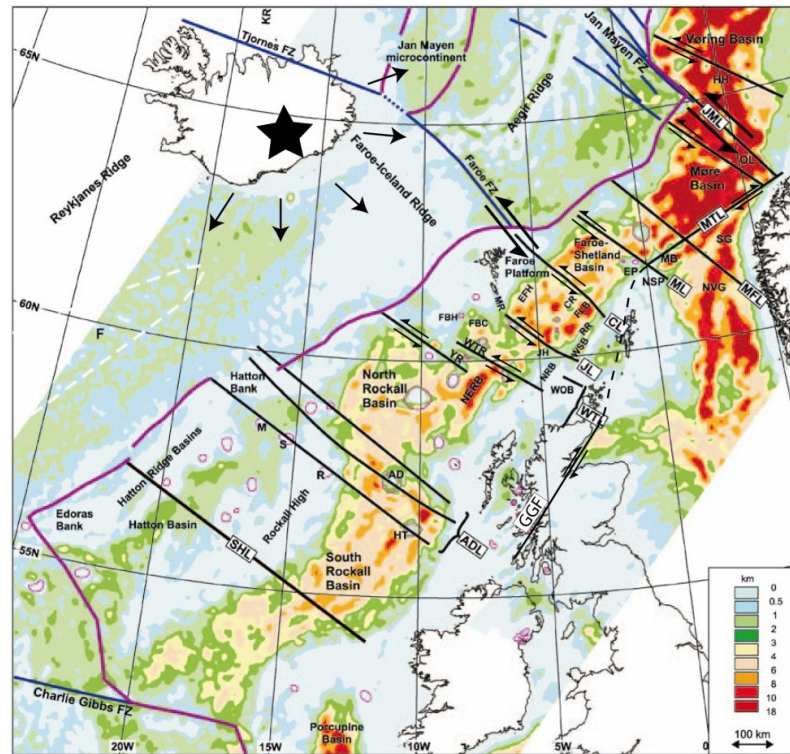 KR
65N
Tjornes FZ
Jan Mayen
microcontinent
Jan Mayen FZ
Vøring Basin
HH
Aegir Ridge
JML
OL
Reykjanes Ridge
Faroe-Iceland Ridge
Faroe FZ
Møre
Basin
MTL
Faroe
Platform
Faroe-
Shetland
Basin
SG
MB
EP
NSP
ML
NVG
MFL
60N
F
MR
EFH
CR
FEB
RR
CL
FBH
FBC
WTR
YR
JH
WSB
JL
NRB
NERB
WOB
WT
Hatton
Bank
North
Rockall
Basin
M
S
R
AD
HT
ADL
GGF
Hatton Ridge Basins
Edoras
Bank
Hatton Basin
Rockall High
SHL
55N
South
Rockall
Basin
Charlie Gibbs FZ
Porcupine
Basin
20W
15W
10W
5W
0
km
0
0.5
1
2
3
4
6
8
10
18
100 km